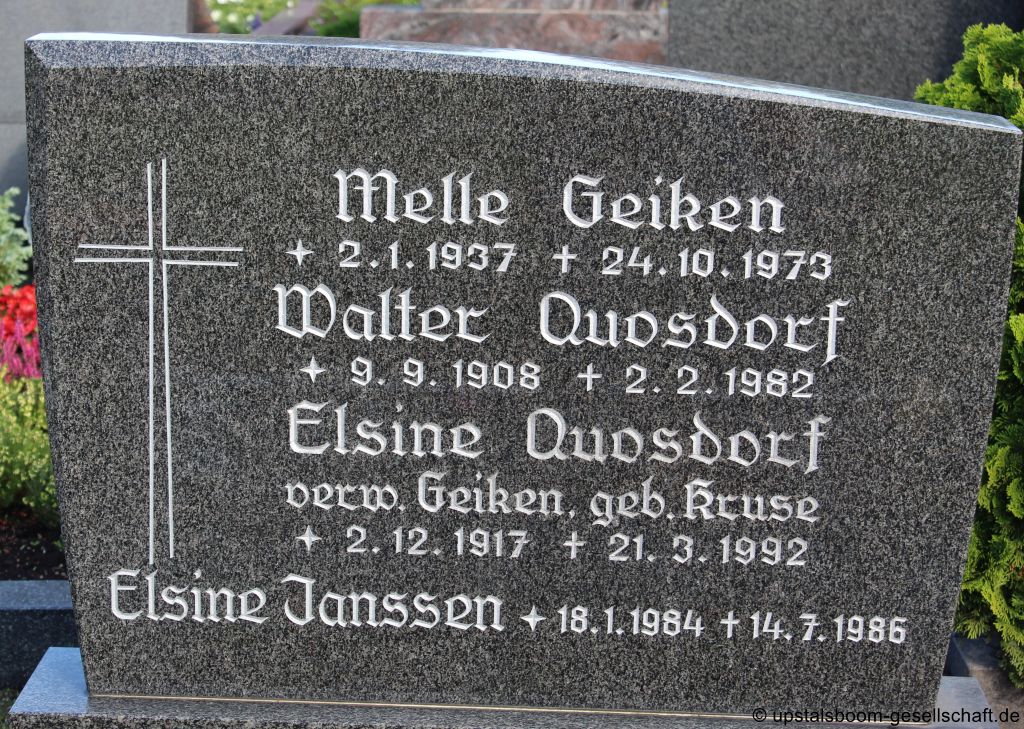 Melle Geiken
✦ 2.1.1937 ✝ 24.10.1973
Walter Quosdorf
✦ 9.9.1908 ✝ 2.2.1982
Elsine Quosdorf
verw. Geiken, geb. Kruse
✦ 2.12.1917 ✝ 21.3.1992
Elsine Janssen ✦ 18.1.1984 ✝ 14.7.1986
© upstalsboom-gesellschaft.de